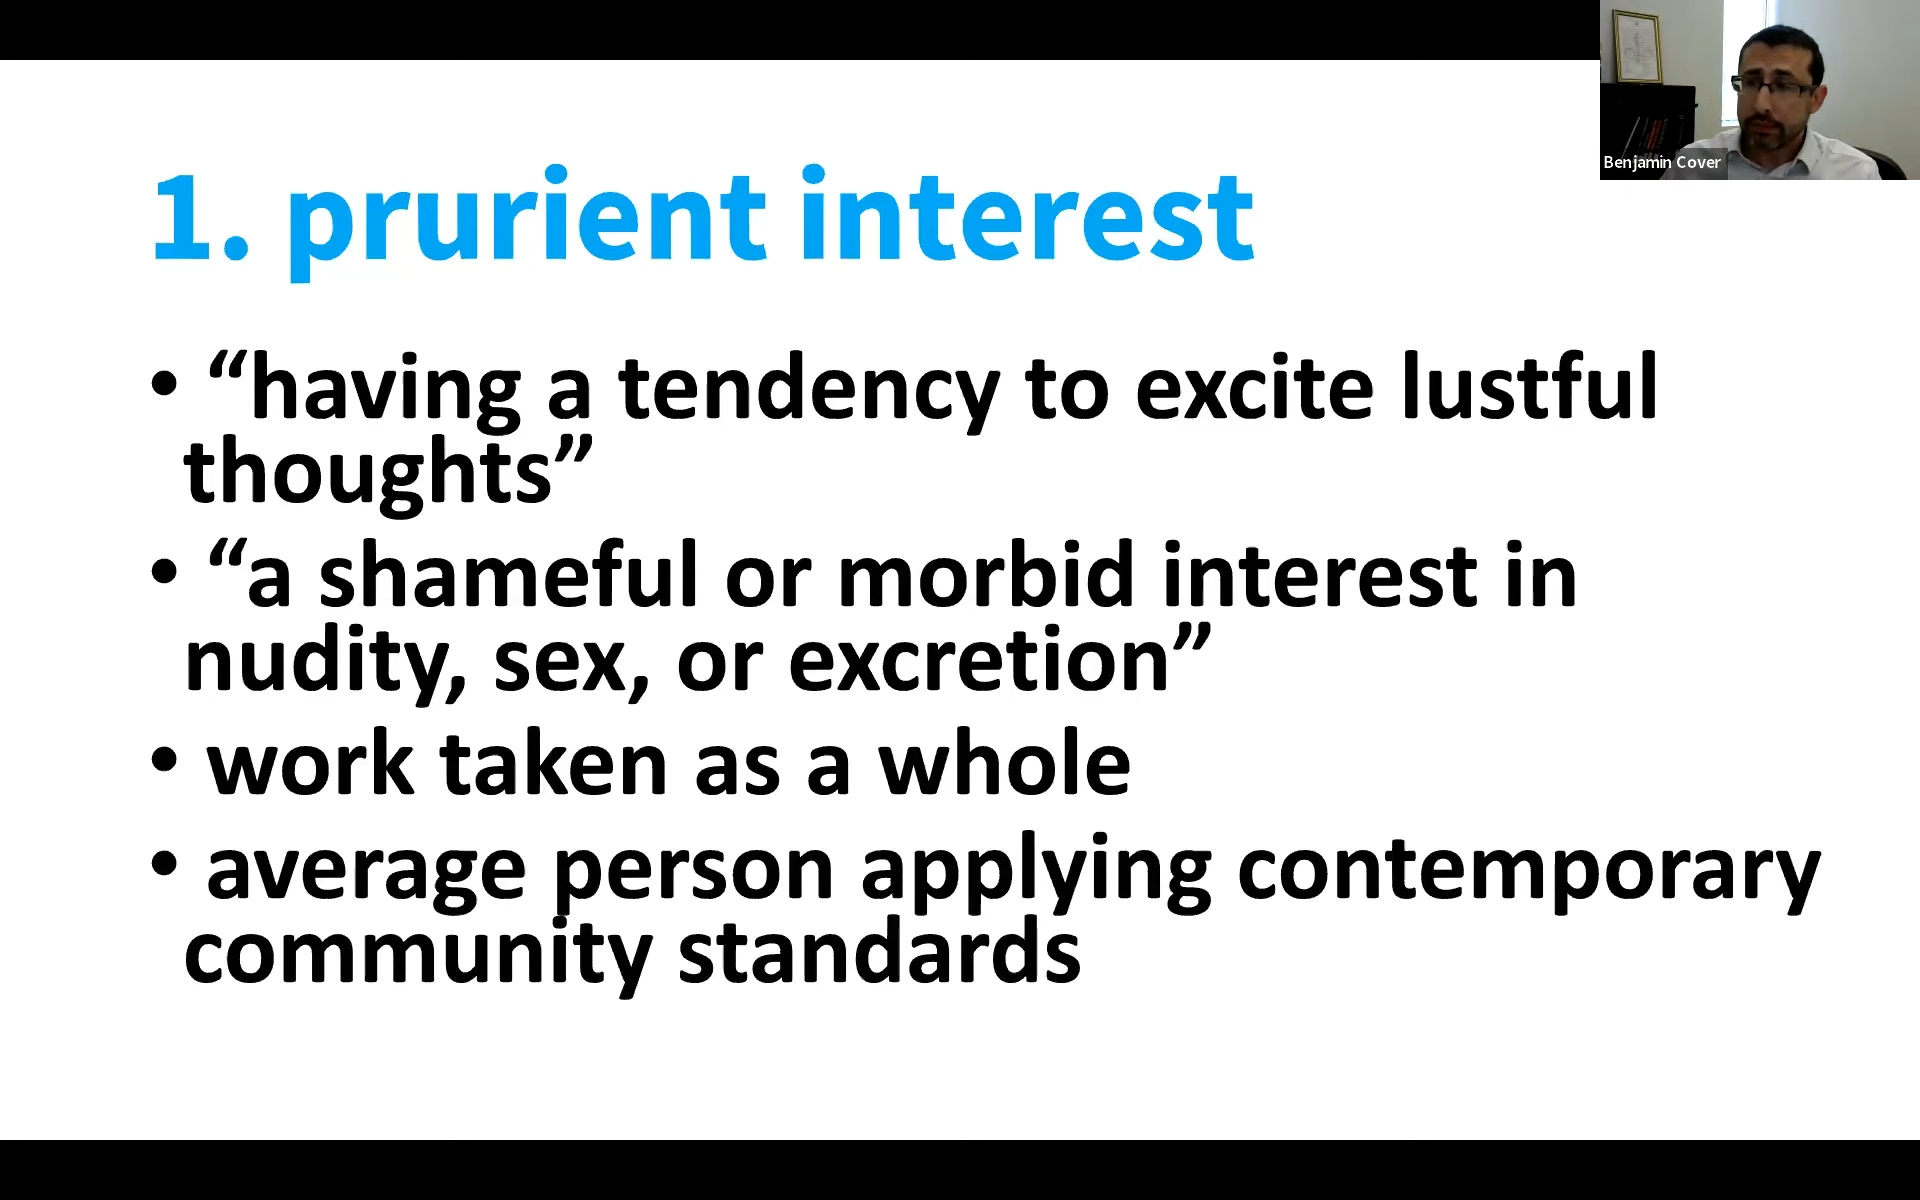 1. prurient interest
• “having a tendency to excite lustful
thoughts”
• “a shameful or morbid interest in
nudity, sex, or excretion”
• work taken as a whole
• average person applying contemporary
community standards
Benjamin Cover